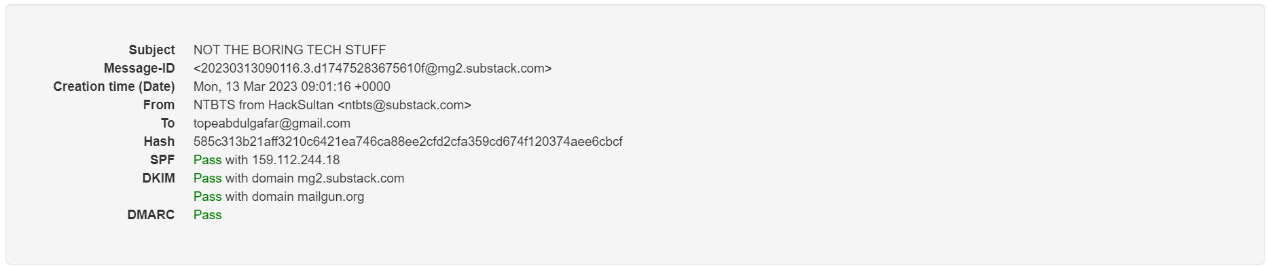 Subject NOT THE BORING TECH STUFF
Message-ID <20230313090116.3.d17475283675610f@mg2.substack.com>
Creation time (Date) Mon, 13 Mar 2023 09:01:16 +0000
From NTBTS from HackSultan <ntbts@substack.com>
To topeabdulgafar@gmail.com
Hash 585c313b21aff3210c6421ea746ca88ee2cfd2cfa359cd674f120374aee6cbcf
SPF Pass with 159.112.244.18
DKIM Pass with domain mg2.substack.com
Pass with domain mailgun.org
DMARC Pass